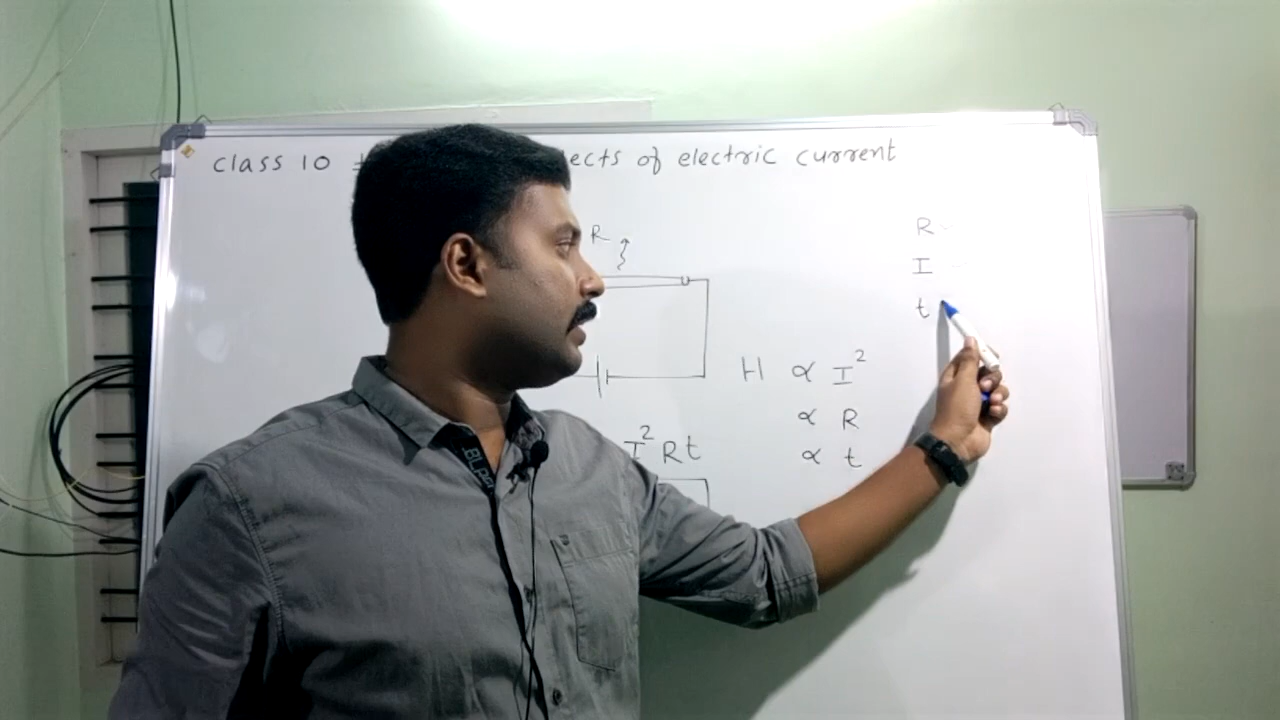 class 10 ects of electric current
R
R
I
t
H ∝ I²
∝ R
∝ t
I²Rt